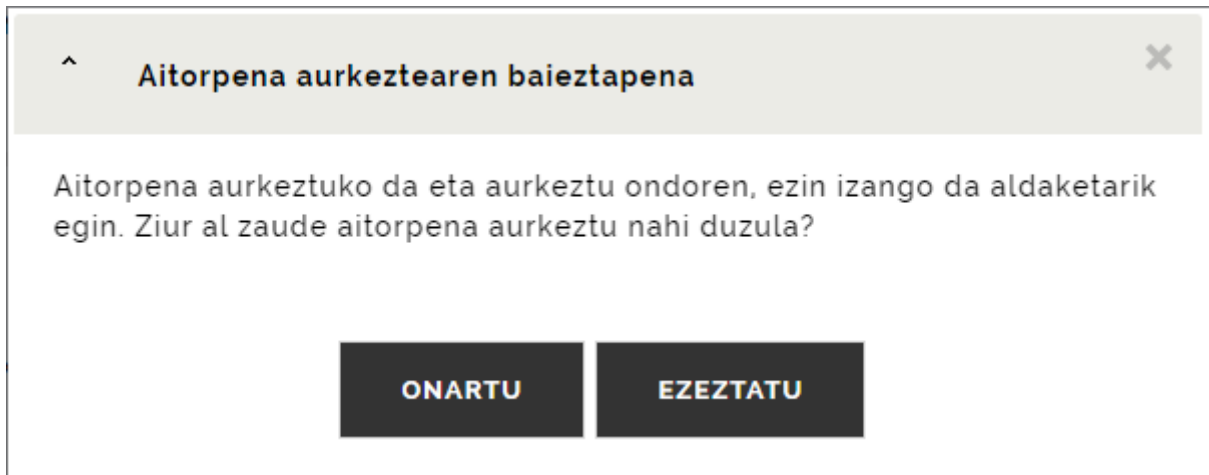 Aitorpena aurkeztearen baieztapena
Aitorpena aurkeztuko da eta aurkeztu ondoren, ezin izango da aldaketarik
egin. Ziur al zaude aitorpena aurkeztu nahi duzula?
ONARTU EZEZTATU